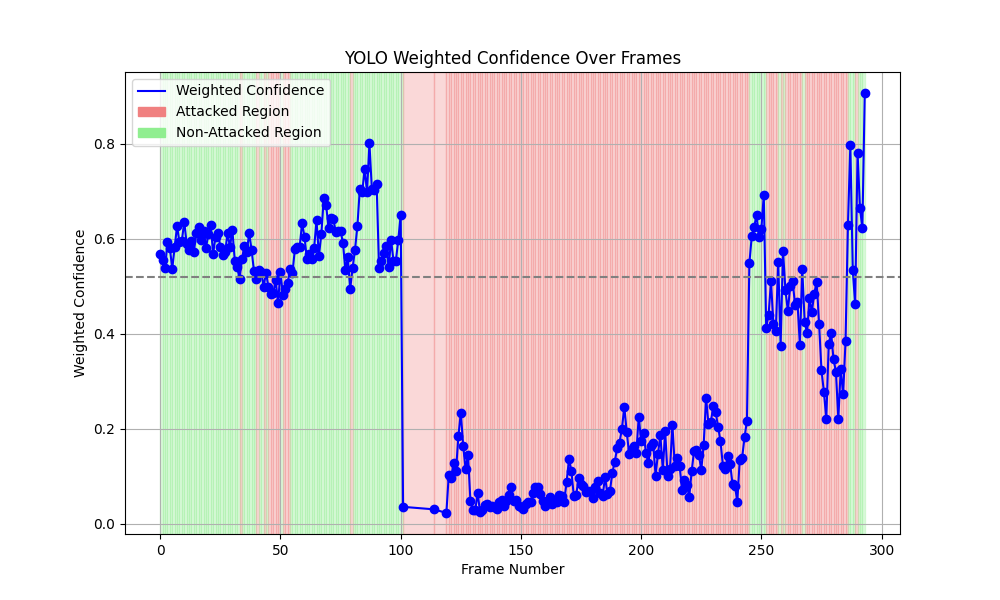 YOLO Weighted Confidence Over Frames
Weighted Confidence
Attacked Region
Non-Attacked Region
Weighted Confidence
0.8
0.6
0.4
0.2
0.0
0 50 100 150 200 250 300
Frame Number